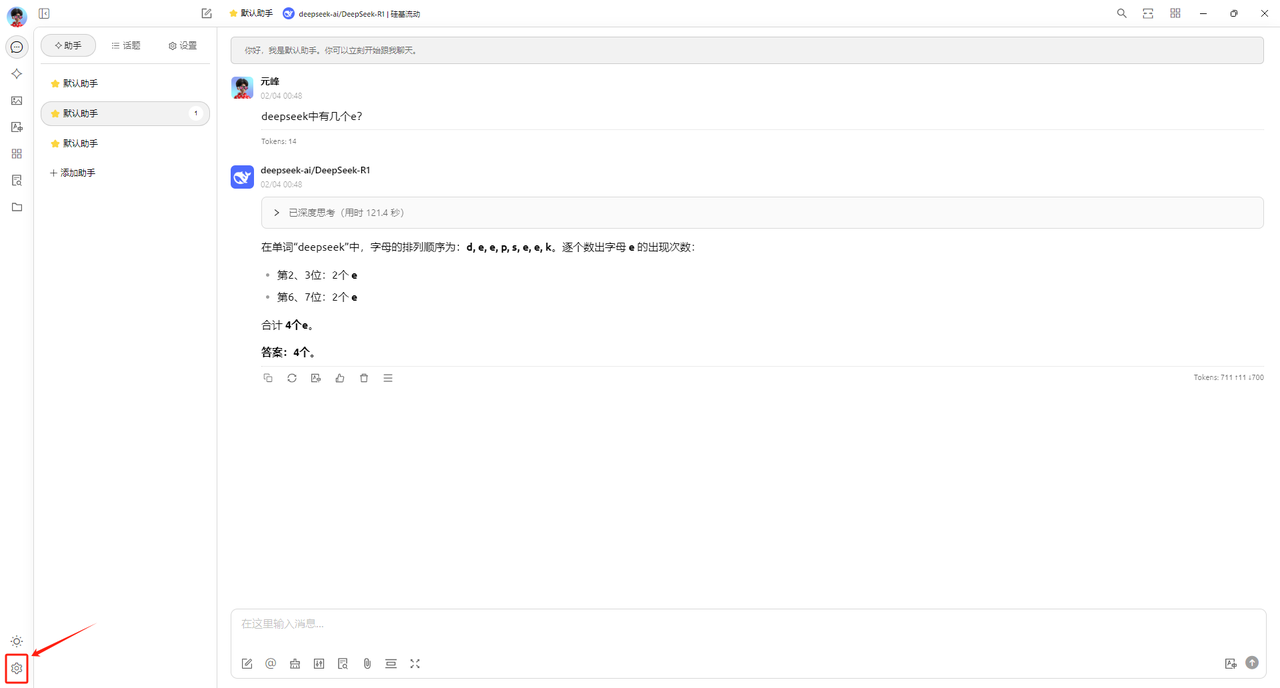 默认助手 deepseek-ai/DeepSeek-R1 | 硅基流动
助手 话题 设置
默认助手
默认助手 1
默认助手
添加助手
你好，我是默认助手。你可以立刻开始跟我聊天。
元峰
02/04 00:48
deepseek中有几个e?
Tokens: 14
deepseek-ai/DeepSeek-R1
02/04 00:48
已深度思考（用时 121.4 秒）
在单词“deepseek”中，字母的排列顺序为：d, e, e, p, s, e, e, k。逐个数出字母 e 的出现次数：
第2、3位：2个 e
第6、7位：2个 e
合计 4个e。
答案：4个。
Tokens: 711 ↑11 ↓700
在这里输入消息...